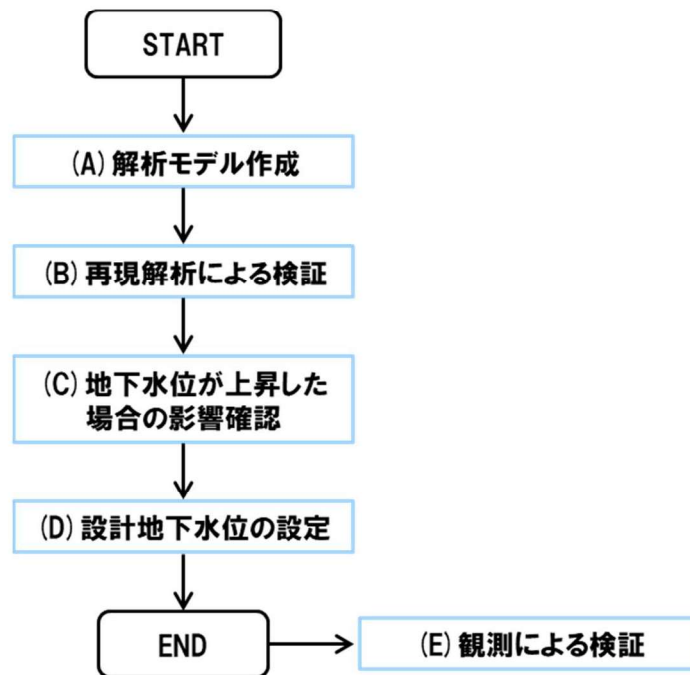 START
(A) 解析モデル作成
(B) 再現解析による検証
(C) 地下水位が上昇した
場合の影響確認
(D) 設計地下水位の設定
END
(E) 観測による検証